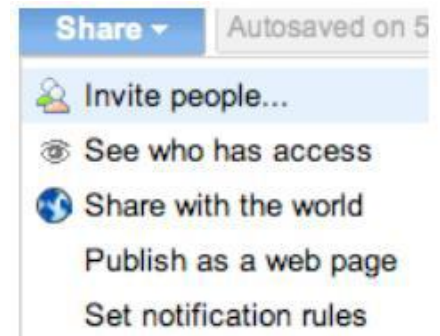 Share Autosaved on 5
Invite people...
See who has access
Share with the world
Publish as a web page
Set notification rules